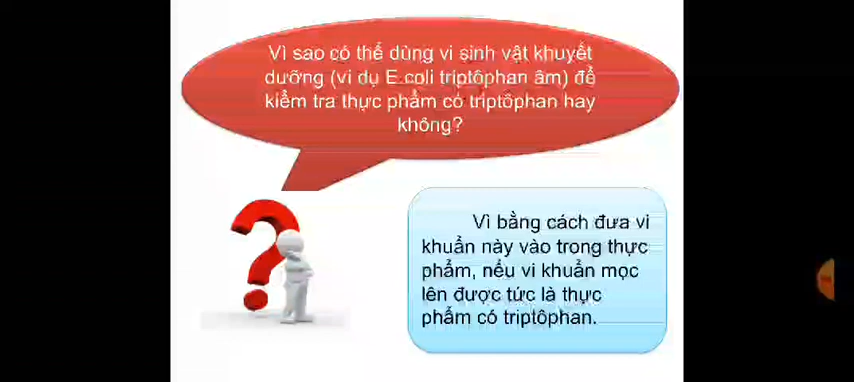 Vì sao có thể dùng vi sinh vật khuyết
dưỡng (ví dụ E.coli triptôphan âm) để
kiểm tra thực phẩm có triptôphan hay
không?
Vì bằng cách đưa vi
khuẩn này vào trong thực
phẩm, nếu vi khuẩn mọc
lên được tức là thực
phẩm có triptôphan.